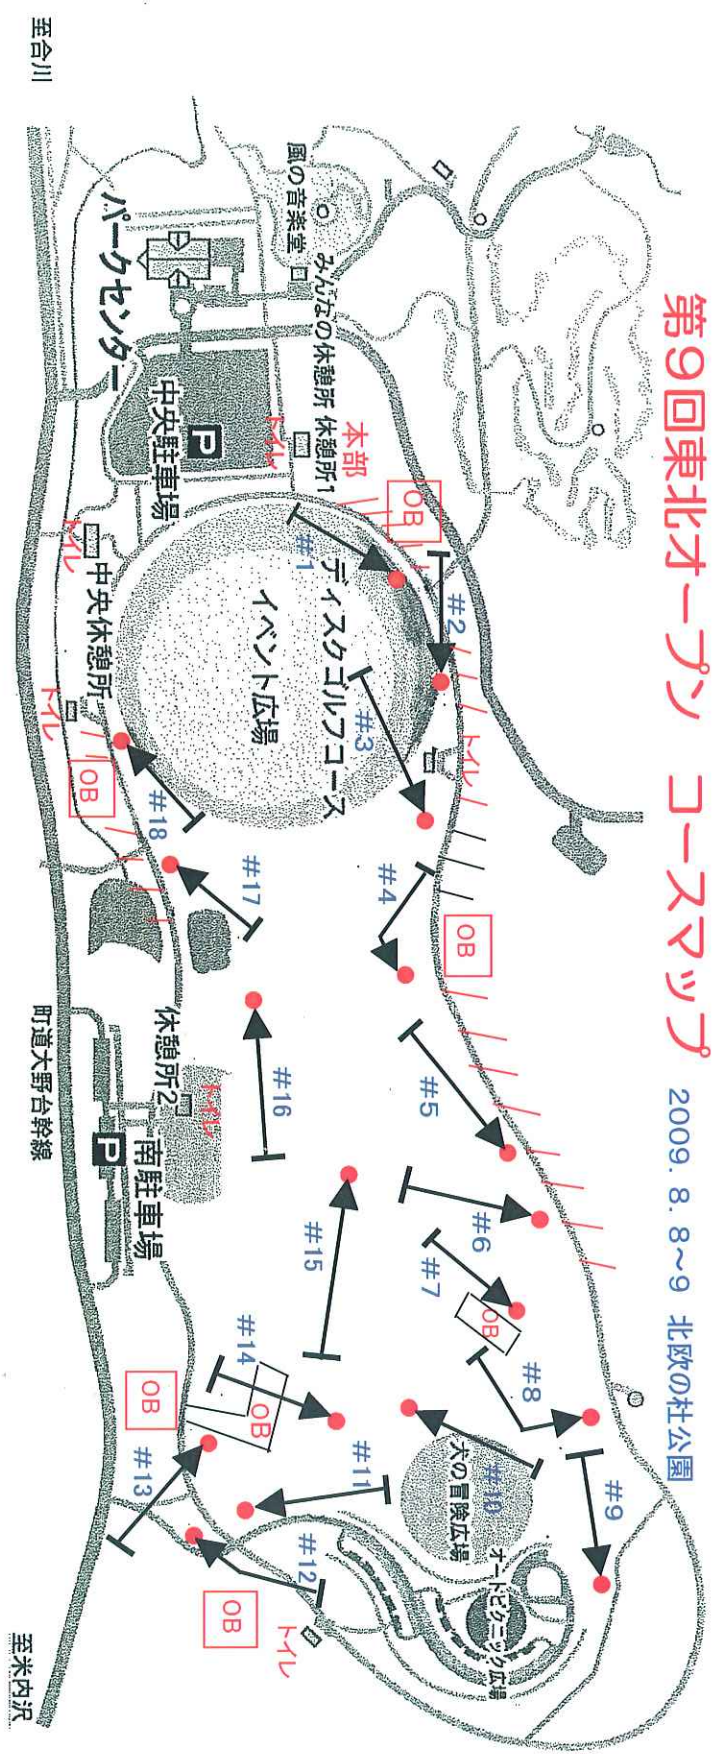 第9回東北オープン　コースマップ
2009. 8. 8～9　北欧の杜公園
至合川
風の音楽堂
みんなの休憩所 休憩所1
トイレ
本部
パークセンター
中央駐車場
P
トイレ
中央休憩所
トイレ
OB
#1
#2
ディスクゴルフコース
イベント広場
#3
トイレ
OB
#18
#17
#4
OB
#5
#16
休憩所2
トイレ
南駐車場
P
町道大野台幹線
#6
#7
OB
#15
#8
#14
OB
OB
#13
#9
#10
六の冒険広場
#11
オートピクニック広場
#12
OB
トイレ
至米内沢